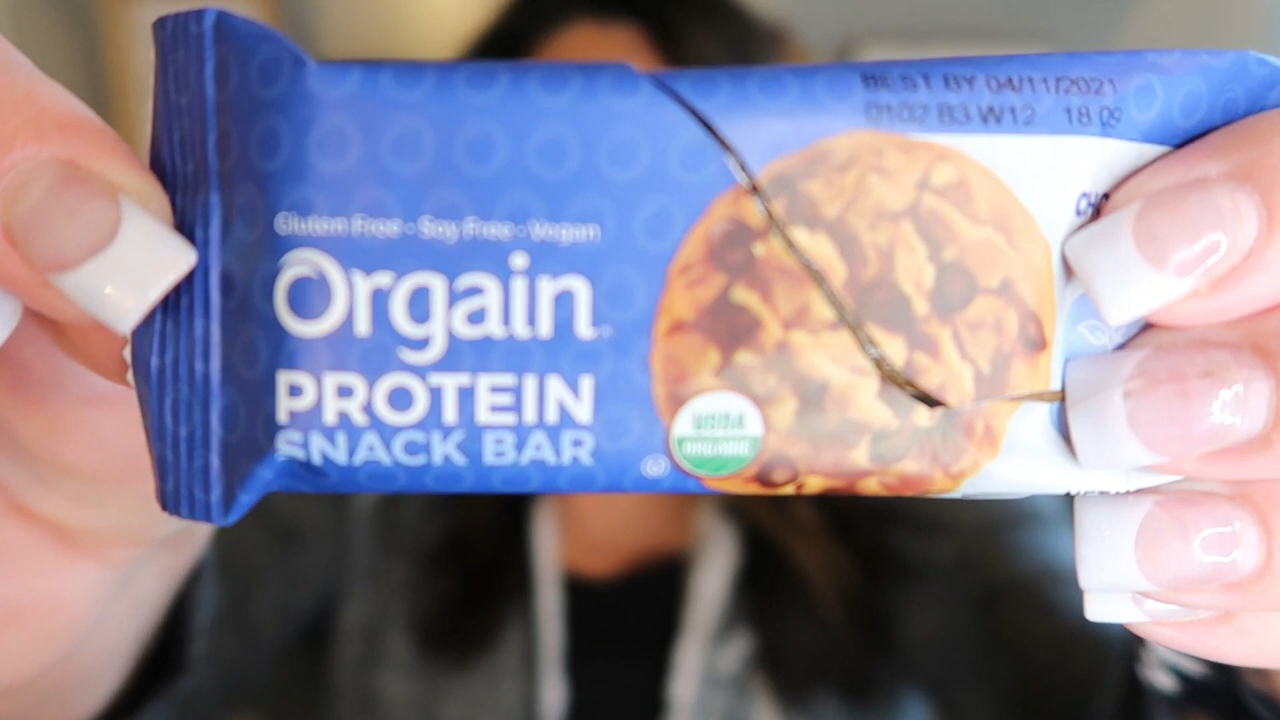 BEST BY 04/11/2021
0102 B3 W12 18 09
Gluten Free • Soy Free • Vegan
Orgain
PROTEIN
SNACK BAR
USDA
ORGANIC